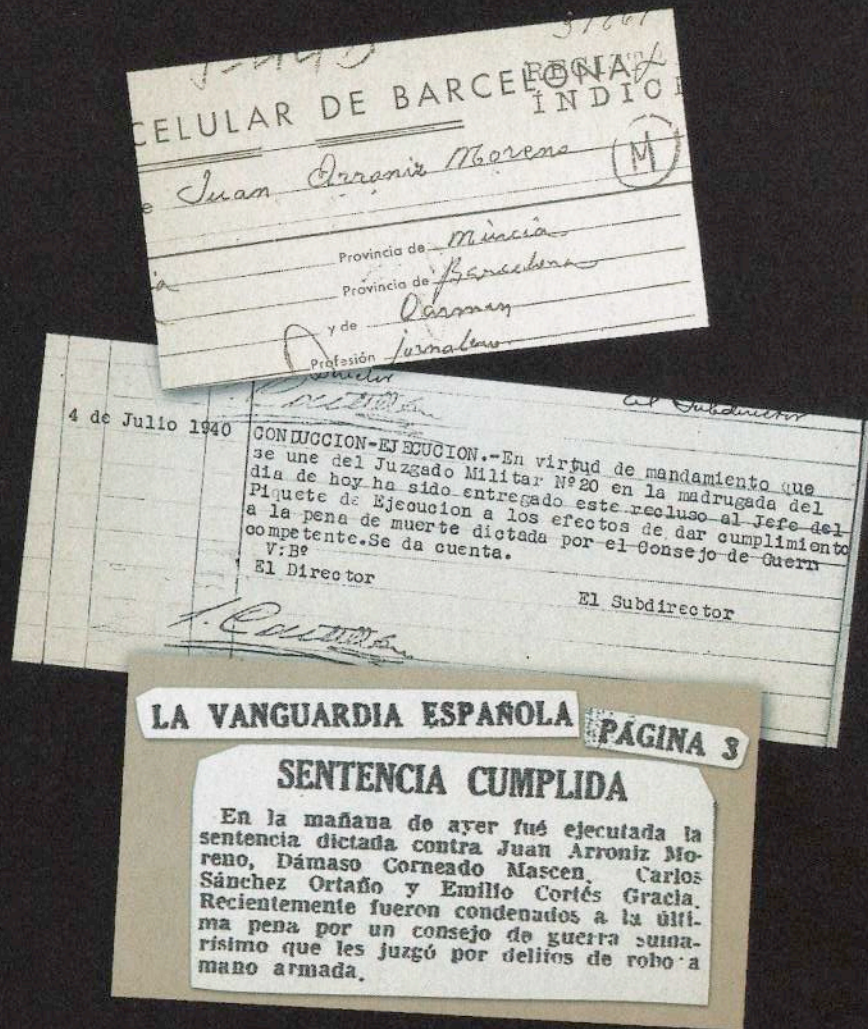 CELULAR DE BARCELONA
ÍNDICE
Juan Arroniz Moreno
M
Provincia de Múrcia
Provincia de Barcelona
y de Carmen
Profesión jornalero
El Subdirector
4 de Julio 1940
CONDUCCION-EJECUCION.-En virtud de mandamiento que
se une del Juzgado Militar Nº20 en la madrugada del
dia de hoy ha sido entregado este recluso al Jefe del
Piquete de Ejecucion a los efectos de dar cumplimiento
a la pena de muerte dictada por el Consejo de Guerr
competente.Se da cuenta.
V:Bº
El Director
El Subdirector
LA VANGUARDIA ESPAÑOLA
PÁGINA 3
SENTENCIA CUMPLIDA
En la mañana de ayer fué ejecutada la
sentencia dictada contra Juan Arroniz Mo-
reno, Dámaso Corneado Mascen, Carlos
Sánchez Ortaño y Emilio Cortés Gracia.
Recientemente fueron condenados a la últi-
ma pena por un consejo de guerra suma-
rísimo que les juzgó por delitos de robo a
mano armada.